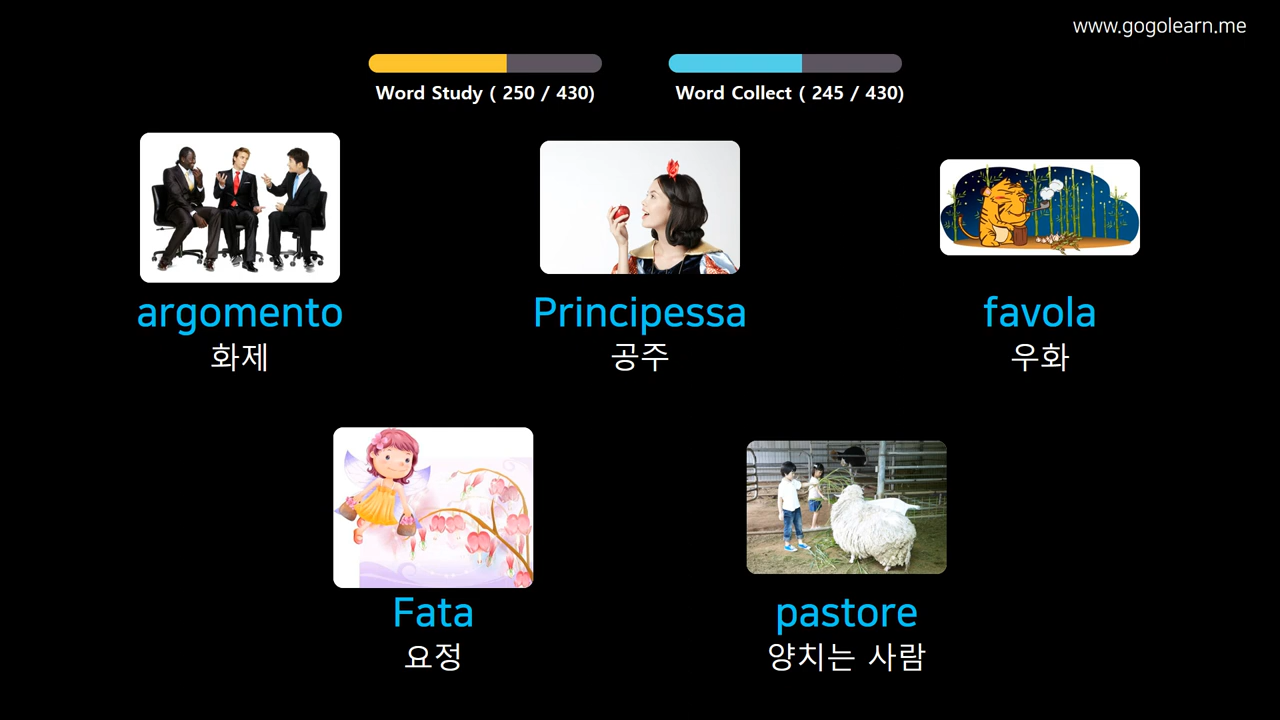 www.gogolearn.me
Word Study ( 250 / 430)
Word Collect ( 245 / 430)
argomento
화제
Principessa
공주
favola
우화
Fata
요정
pastore
양치는 사람